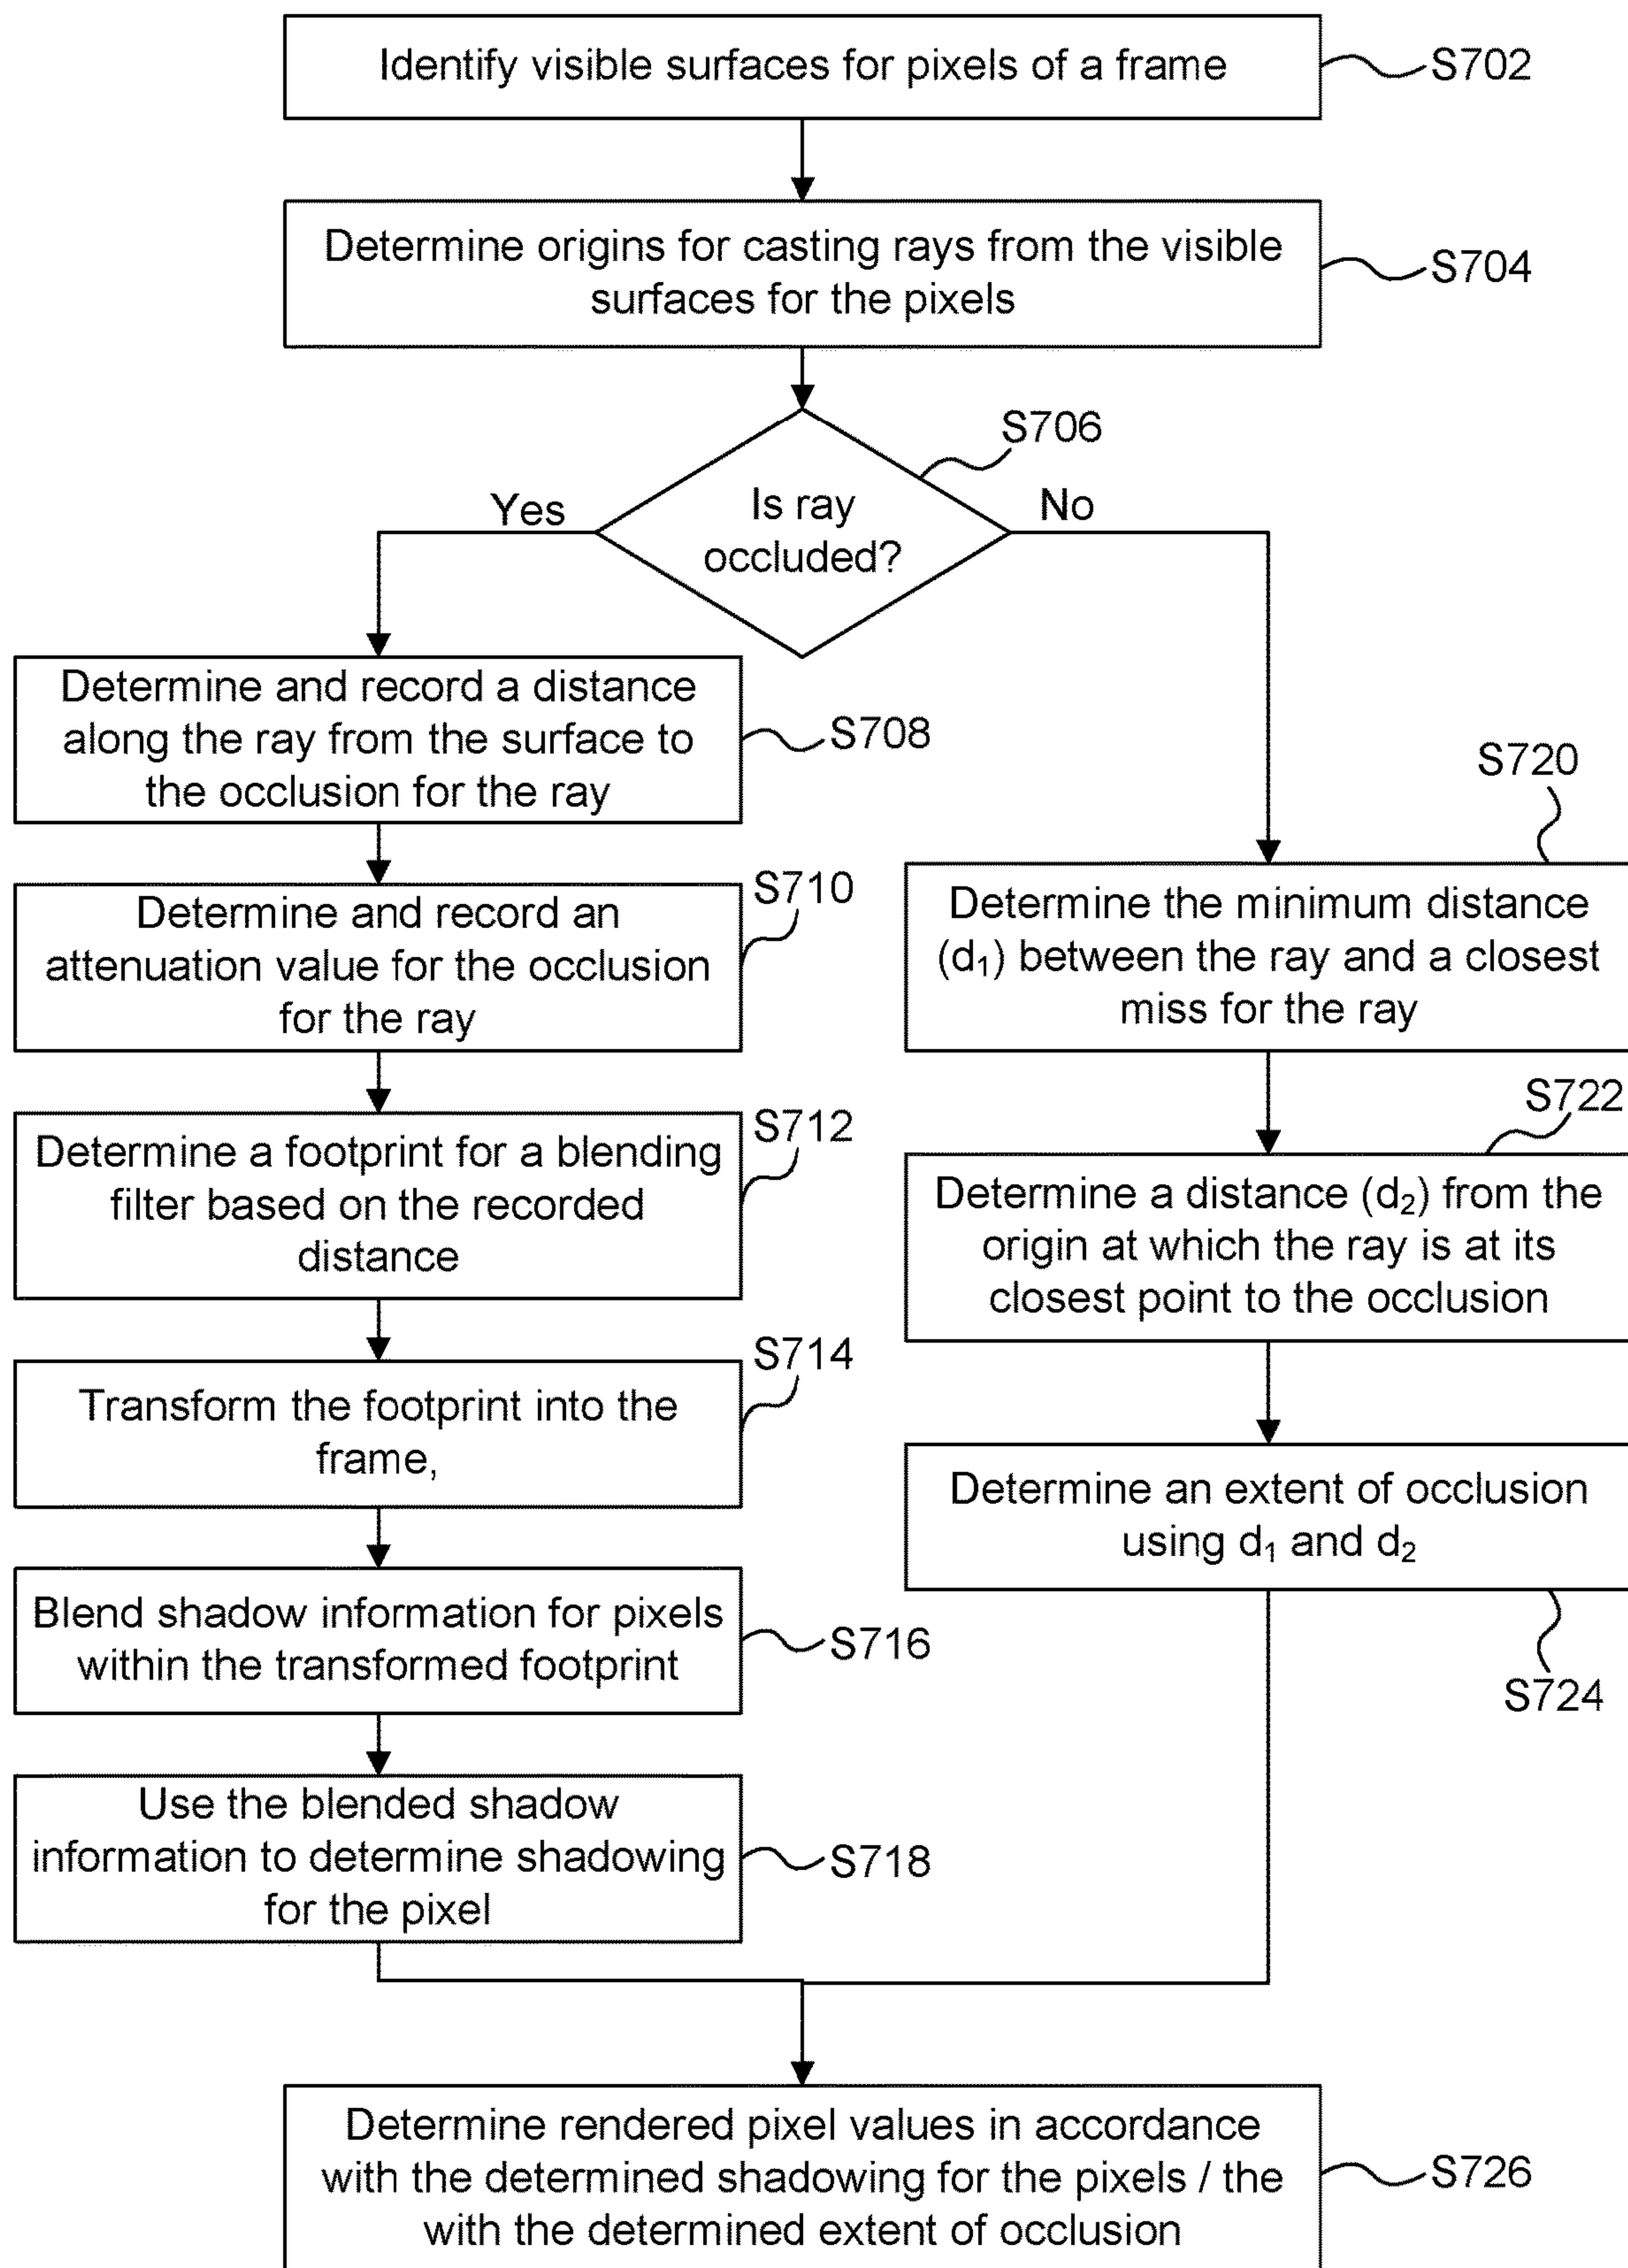 Identify visible surfaces for pixels of a frame
S702
Determine origins for casting rays from the visible
surfaces for the pixels
S704
S706
Is ray
occluded?
Yes
No
Determine and record a distance
along the ray from the surface to
the occlusion for the ray
S708
Determine and record an
attenuation value for the occlusion
for the ray
S710
Determine a footprint for a blending
filter based on the recorded
distance
S712
Transform the footprint into the
frame,
S714
Blend shadow information for pixels
within the transformed footprint
S716
Use the blended shadow
information to determine shadowing
for the pixel
S718
S720
Determine the minimum distance
(d₁) between the ray and a closest
miss for the ray
S722
Determine a distance (d₂) from the
origin at which the ray is at its
closest point to the occlusion
Determine an extent of occlusion
using d₁ and d₂
S724
Determine rendered pixel values in accordance
with the determined shadowing for the pixels / the
with the determined extent of occlusion
S726